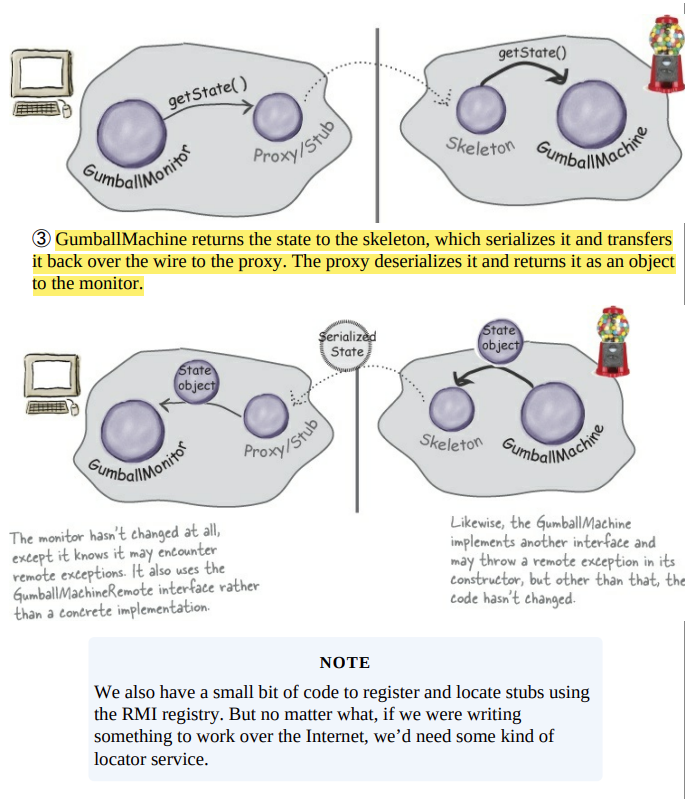 getState()
getState()
GumballMonitor
Proxy/Stub
Skeleton
GumballMachine
③ GumballMachine returns the state to the skeleton, which serializes it and transfers
it back over the wire to the proxy. The proxy deserializes it and returns it as an object
to the monitor.
Serialized
State
State
object
State
object
GumballMonitor
Proxy/Stub
Skeleton
GumballMachine
The monitor hasn't changed at all,
except it knows it may encounter
remote exceptions. It also uses the
GumballMachineRemote interface rather
than a concrete implementation.
Likewise, the GumballMachine
implements another interface and
may throw a remote exception in its
constructor, but other than that, the
code hasn't changed.
NOTE
We also have a small bit of code to register and locate stubs using
the RMI registry. But no matter what, if we were writing
something to work over the Internet, we’d need some kind of
locator service.